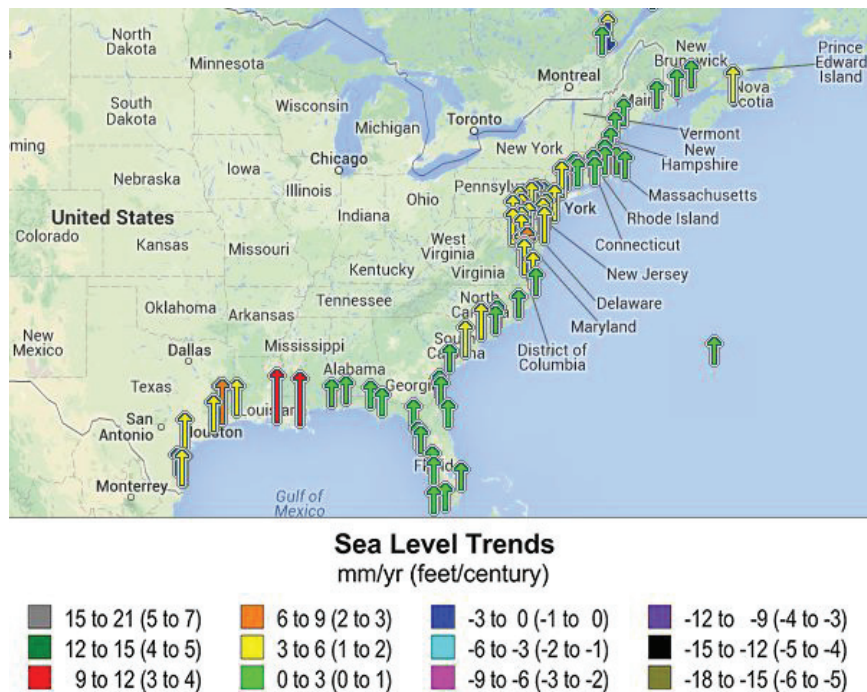 North
Dakota
Minnesota
New
Brunswick
Prince
Edward
Island
Montreal
Maine
Nova
Scotia
South
Dakota
Wisconsin
Michigan
Toronto
Vermont
New York
New
Hampshire
ming
Chicago
Iowa
Nebraska
Illinois
Ohio
Pennsylv
Massachusetts
York
Rhode Island
United States
Indiana
Colorado
Kansas
Missouri
West
Virginia
Connecticut
Kentucky
Virginia
New Jersey
Delaware
Maryland
Tennessee
North
Carolina
Oklahoma
Arkansas
District of
Columbia
New
Mexico
Mississippi
South
Carolina
Dallas
Alabama
Texas
Georgia
Louisian
San
Antonio
Houston
Florida
Monterrey
Gulf of
Mexico
Sea Level Trends
mm/yr (feet/century)
15 to 21 (5 to 7)
6 to 9 (2 to 3)
-3 to 0 (-1 to 0)
-12 to -9 (-4 to -3)
12 to 15 (4 to 5)
3 to 6 (1 to 2)
-6 to -3 (-2 to -1)
-15 to -12 (-5 to -4)
9 to 12 (3 to 4)
0 to 3 (0 to 1)
-9 to -6 (-3 to -2)
-18 to -15 (-6 to -5)